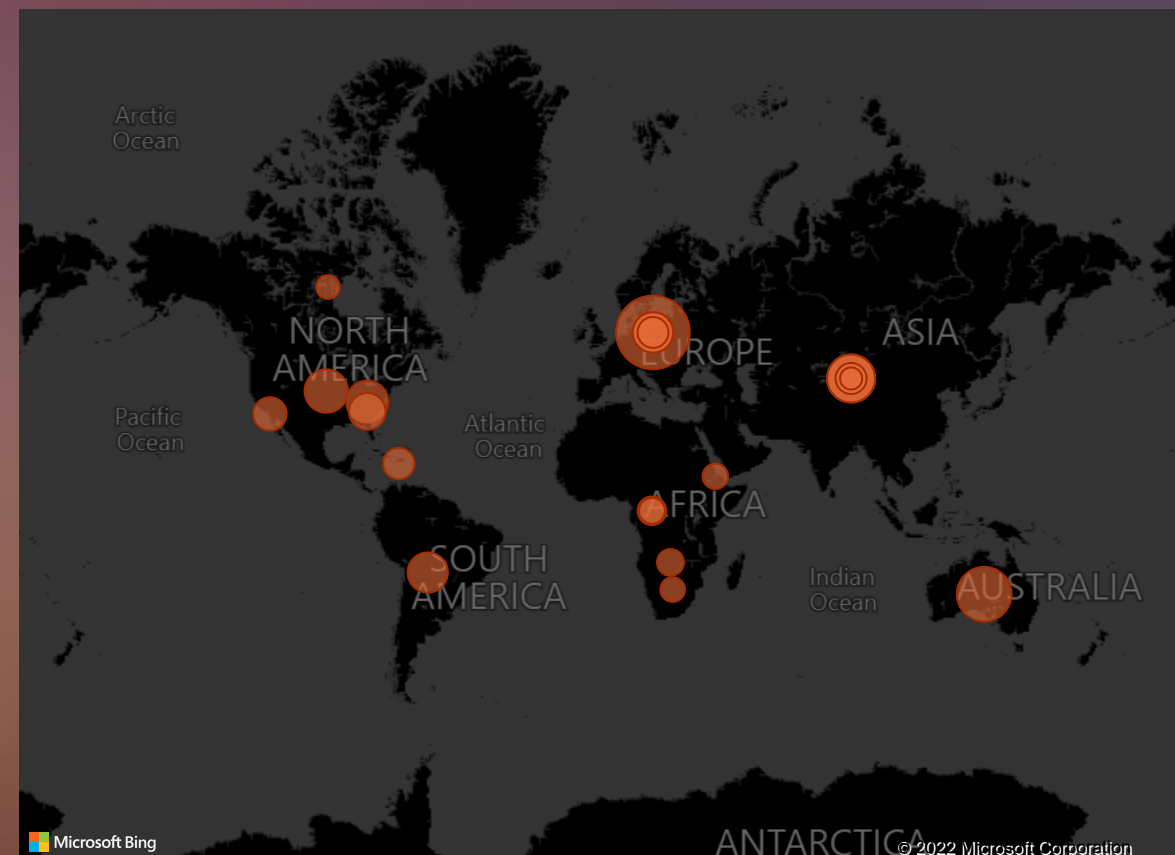 Arctic
Ocean
NORTH
AMERICA
EUROPE
ASIA
Pacific
Ocean
Atlantic
Ocean
AFRICA
SOUTH
AMERICA
Indian
Ocean
AUSTRALIA
ANTARCTICA
Microsoft Bing
© 2022 Microsoft Corporation